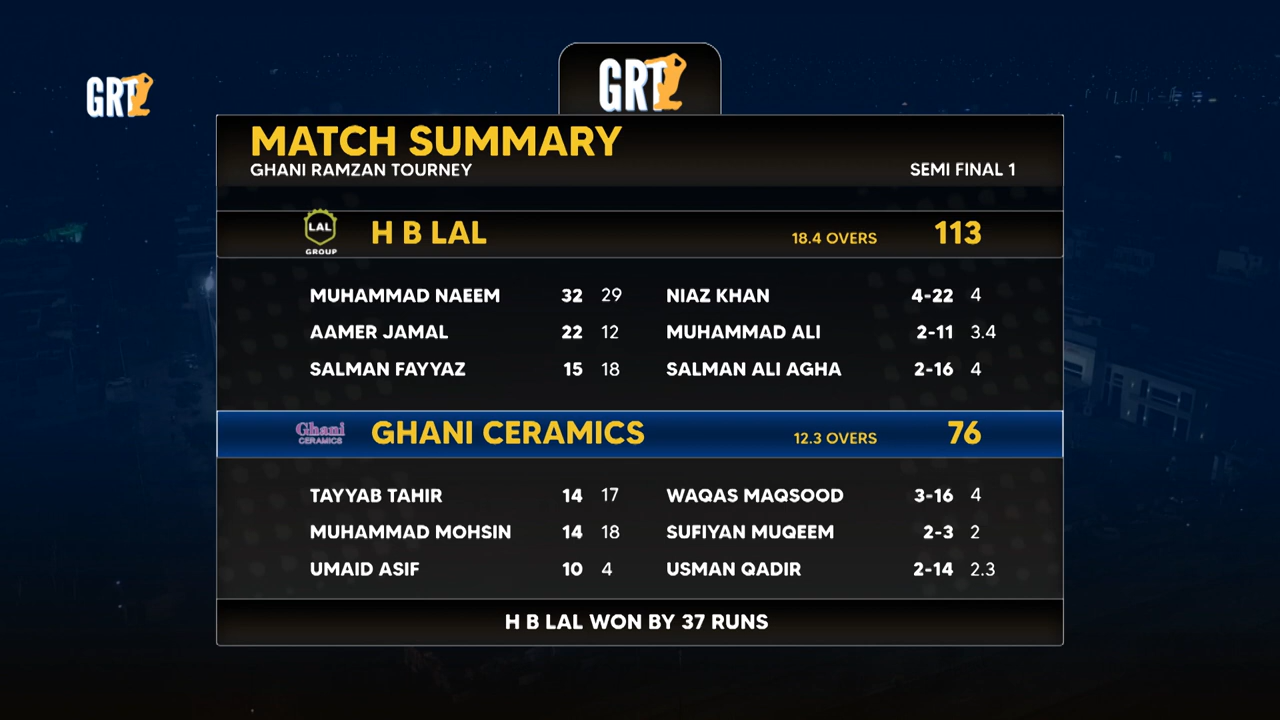 GRT
GRT
MATCH SUMMARY
GHANI RAMZAN TOURNEY
SEMI FINAL 1
LAL
GROUP
H B LAL 18.4 OVERS 113
MUHAMMAD NAEEM 32 29 NIAZ KHAN 4-22 4
AAMER JAMAL 22 12 MUHAMMAD ALI 2-11 3.4
SALMAN FAYYAZ 15 18 SALMAN ALI AGHA 2-16 4
Ghani
CERAMICS
GHANI CERAMICS 12.3 OVERS 76
TAYYAB TAHIR 14 17 WAQAS MAQSOOD 3-16 4
MUHAMMAD MOHSIN 14 18 SUFIYAN MUQEEM 2-3 2
UMAID ASIF 10 4 USMAN QADIR 2-14 2.3
H B LAL WON BY 37 RUNS